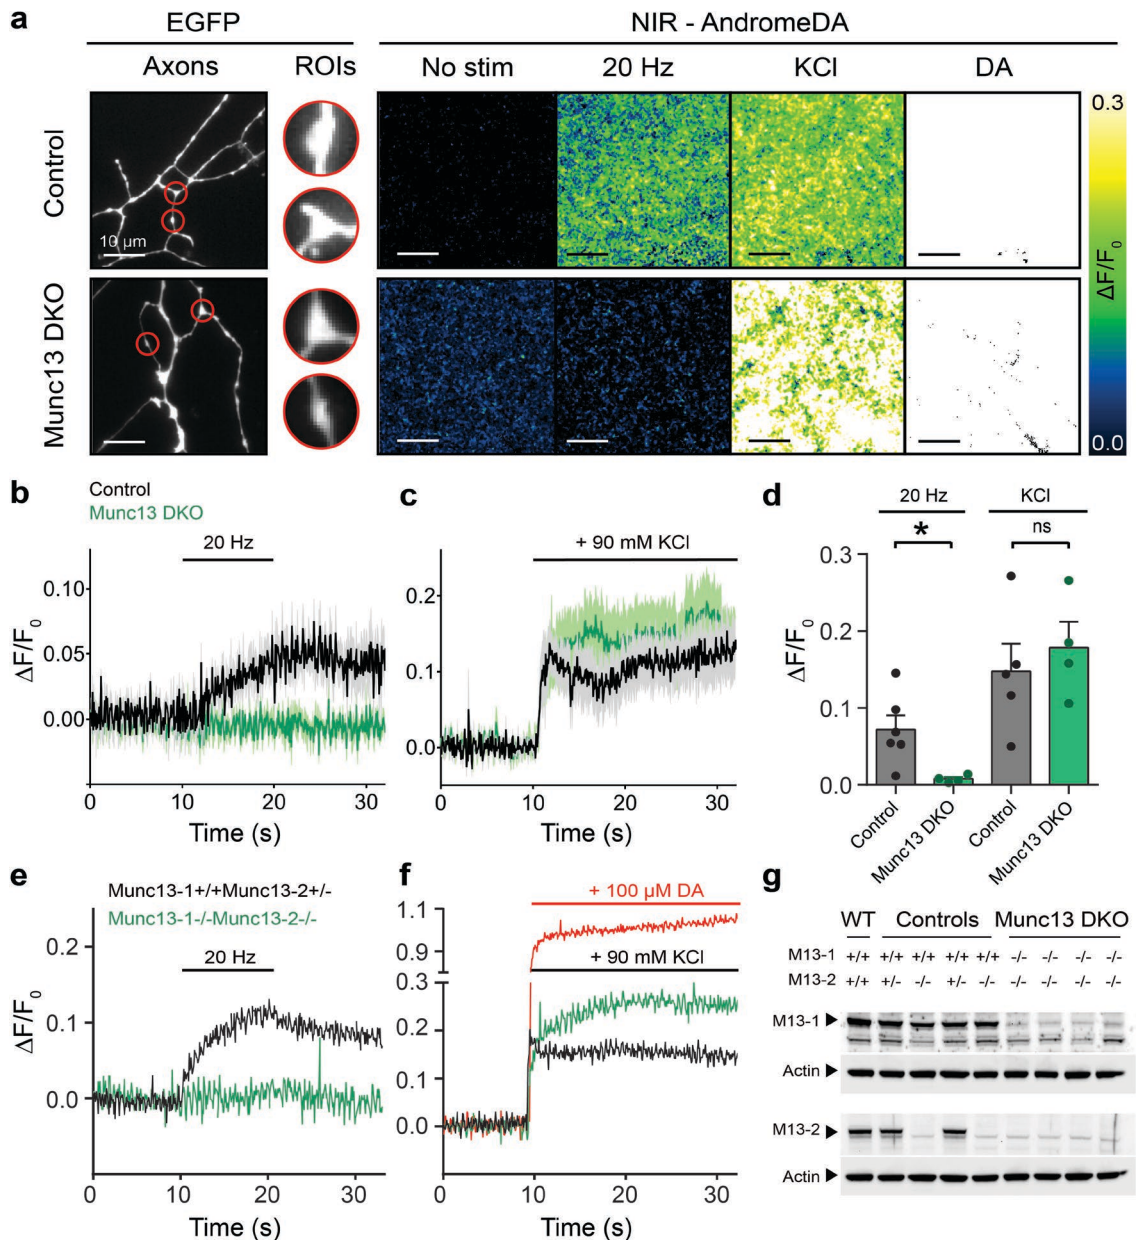 a
EGFP
NIR - AndromeDA
Axons
ROIs
No stim
20 Hz
KCl
DA
Control
10 µm
0.3
ΔF/F0
0.0
Munc13 DKO
b
Control
Munc13 DKO
20 Hz
0.10
0.05
0.00
ΔF/F0
0
10
20
30
Time (s)
c
+ 90 mM KCl
0.2
0.1
0.0
0
10
20
30
Time (s)
d
20 Hz
KCl
*
ns
0.3
0.2
0.1
0.0
ΔF/F0
Control
Munc13 DKO
Control
Munc13 DKO
e
Munc13-1+/+Munc13-2+/-
Munc13-1-/-Munc13-2-/-
20 Hz
0.2
0.1
0.0
ΔF/F0
0
10
20
30
Time (s)
f
+ 100 µM DA
1.1
0.9
+ 90 mM KCl
0.3
0.2
0.1
0.0
0
10
20
30
Time (s)
g
WT Controls Munc13 DKO
M13-1 +/+ +/+ +/+ +/+ +/+ -/- -/- -/- -/-
M13-2 +/+ +/- -/- +/- -/- -/- -/- -/- -/-
M13-1
Actin
M13-2
Actin